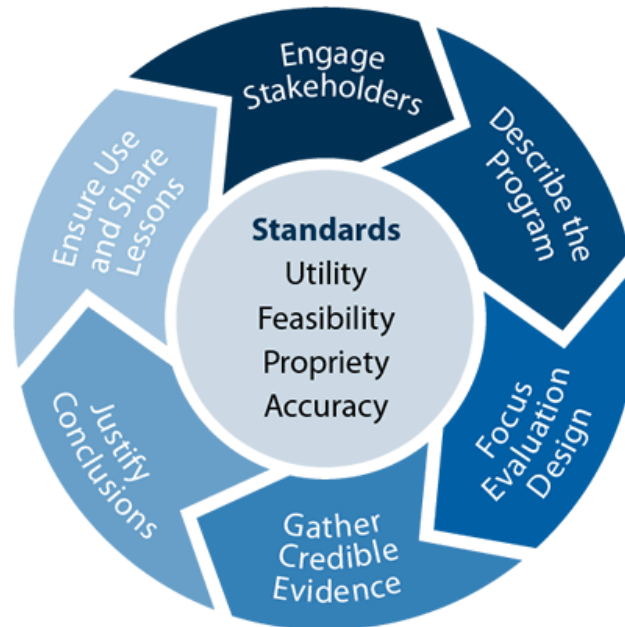 Engage
Stakeholders
Describe the
Program
Focus
Evaluation
Design
Gather
Credible
Evidence
Justify
Conclusions
Ensure Use
and Share
Lessons
Standards
Utility
Feasibility
Propriety
Accuracy